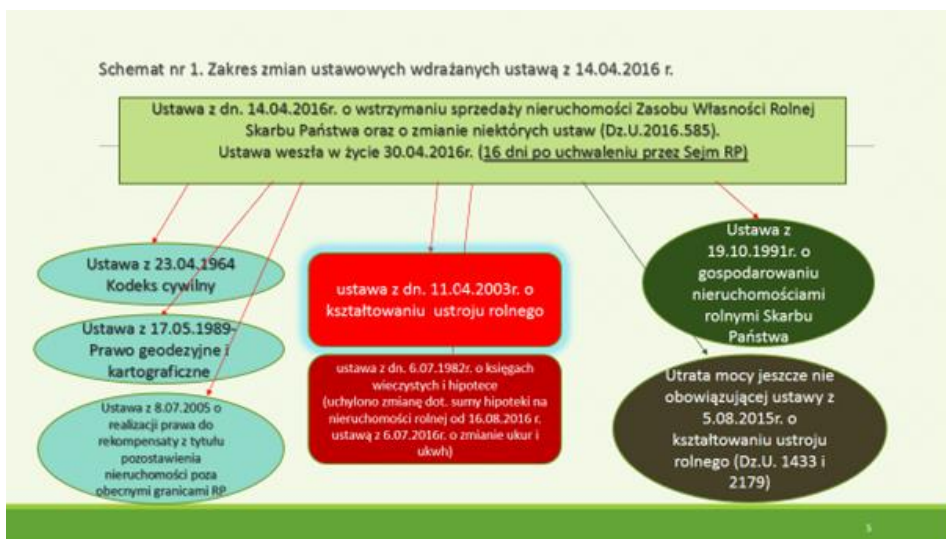 Schemat nr 1. Zakres zmian ustawowych wdrażanych ustawą z 14.04.2016 r.
Ustawa z dn. 14.04.2016r. o wstrzymaniu sprzedaży nieruchomości Zasobu Własności Rolnej
Skarbu Państwa oraz o zmianie niektórych ustaw (Dz.U.2016.585).
Ustawa weszła w życie 30.04.2016r. (16 dni po uchwaleniu przez Sejm RP)
Ustawa z 23.04.1964
Kodeks cywilny
Ustawa z 17.05.1989-
Prawo geodezyjne i
kartograficzne
Ustawa z 8.07.2005 o
realizacji prawa do
rekompensaty z tytułu
pozostawienia
nieruchomości poza
obecnymi granicami RP
ustawa z dn. 11.04.2003r. o
kształtowaniu ustroju rolnego
ustawa z dn. 6.07.1982r. o księgach
wieczystych i hipotece
(uchylono zmianę dot. sumy hipoteki na
nieruchomości rolnej od 16.08.2016 r.
ustawą z 6.07.2016r. o zmianie ukur i
ukwh)
Ustawa z
19.10.1991r. o
gospodarowaniu
nieruchomościami
rolnymi Skarbu
Państwa
Utrata mocy jeszcze nie
obowiązującej ustawy z
5.08.2015r. o
kształtowaniu ustroju
rolnego (Dz.U. 1433 i
2179)